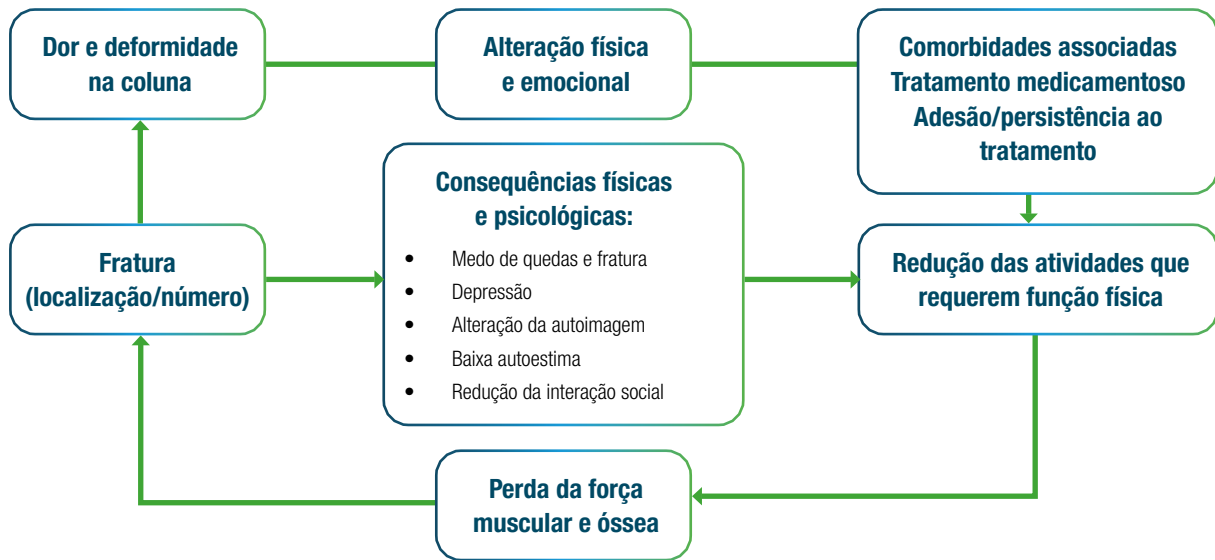 Dor e deformidade
na coluna
Alteração física
e emocional
Comorbidades associadas
Tratamento medicamentoso
Adesão/persistência ao
tratamento
Fratura
(localização/número)
Consequências físicas
e psicológicas:
• Medo de quedas e fratura
• Depressão
• Alteração da autoimagem
• Baixa autoestima
• Redução da interação social
Redução das atividades que
requerem função física
Perda da força
muscular e óssea